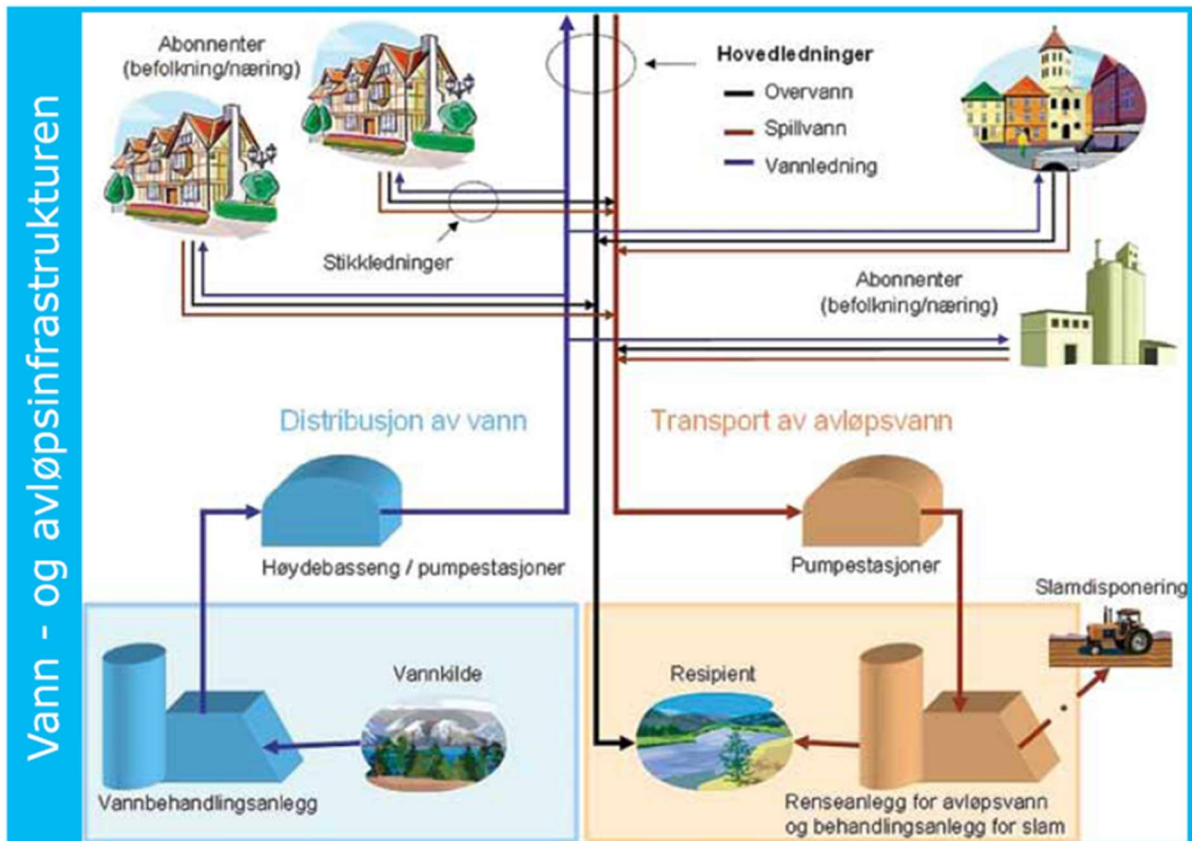 Vann - og avløpsinfrastrukturen
Abonnenter
(befolkning/næring)
Hovedledninger
Overvann
Spillvann
Vannledning
Stikkledninger
Abonnenter
(befolkning/næring)
Distribusjon av vann
Transport av avløpsvann
Høydebasseng / pumpestasjoner
Pumpestasjoner
Slamdisponering
Vannkilde
Resipient
Vannbehandlingsanlegg
Renseanlegg for avløpsvann
og behandlingsanlegg for slam